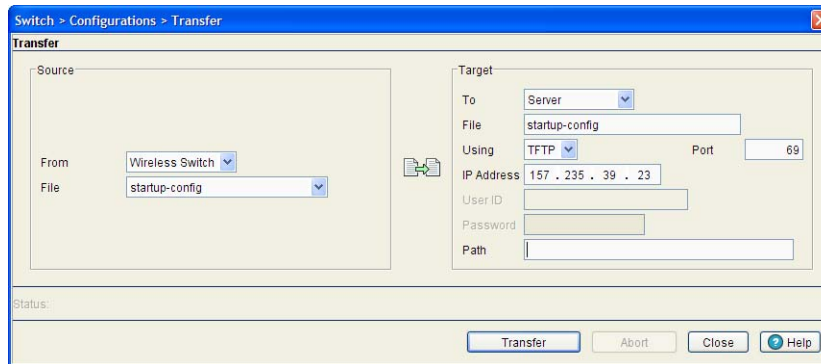 Switch > Configurations > Transfer
Transfer
Source
From Wireless Switch
File startup-config
Target
To Server
File startup-config
Using TFTP Port 69
IP Address 157 . 235 . 39 . 23
User ID
Password
Path
Status:
Transfer Abort Close ? Help